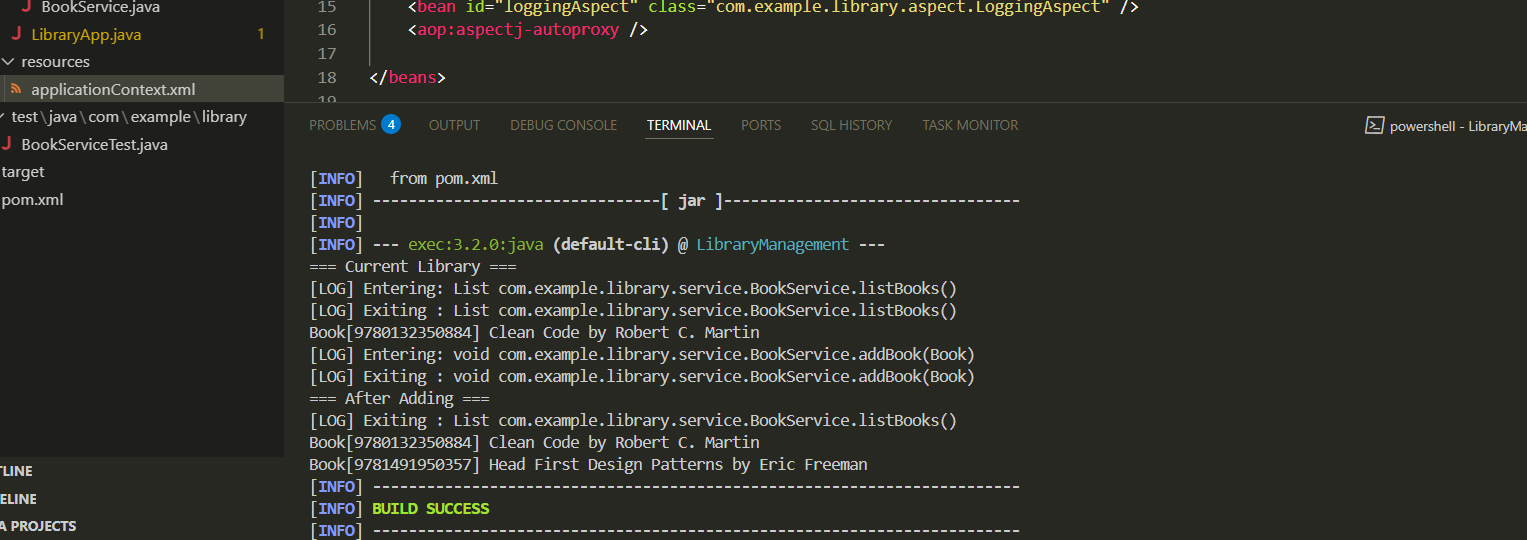 BookService.java
LibraryApp.java 1
resources
applicationContext.xml
test\java\com\example\library
BookServiceTest.java
target
pom.xml
TLINE
ELINE
A PROJECTS
15 <bean id="loggingAspect" class="com.example.library.aspect.LoggingAspect" />
16 <aop:aspectj-autoproxy />
17
18 </beans>
19
PROBLEMS 4 OUTPUT DEBUG CONSOLE TERMINAL PORTS SQL HISTORY TASK MONITOR powershell - LibraryMa
[INFO]   from pom.xml
[INFO] --------------------------------[ jar ]---------------------------------
[INFO]
[INFO] --- exec:3.2.0:java (default-cli) @ LibraryManagement ---
=== Current Library ===
[LOG] Entering: List com.example.library.service.BookService.listBooks()
[LOG] Exiting : List com.example.library.service.BookService.listBooks()
Book[9780132350884] Clean Code by Robert C. Martin
[LOG] Entering: void com.example.library.service.BookService.addBook(Book)
[LOG] Exiting : void com.example.library.service.BookService.addBook(Book)
=== After Adding ===
[LOG] Exiting : List com.example.library.service.BookService.listBooks()
Book[9780132350884] Clean Code by Robert C. Martin
Book[9781491950357] Head First Design Patterns by Eric Freeman
[INFO] ------------------------------------------------------------------------
[INFO] BUILD SUCCESS
[INFO] ------------------------------------------------------------------------